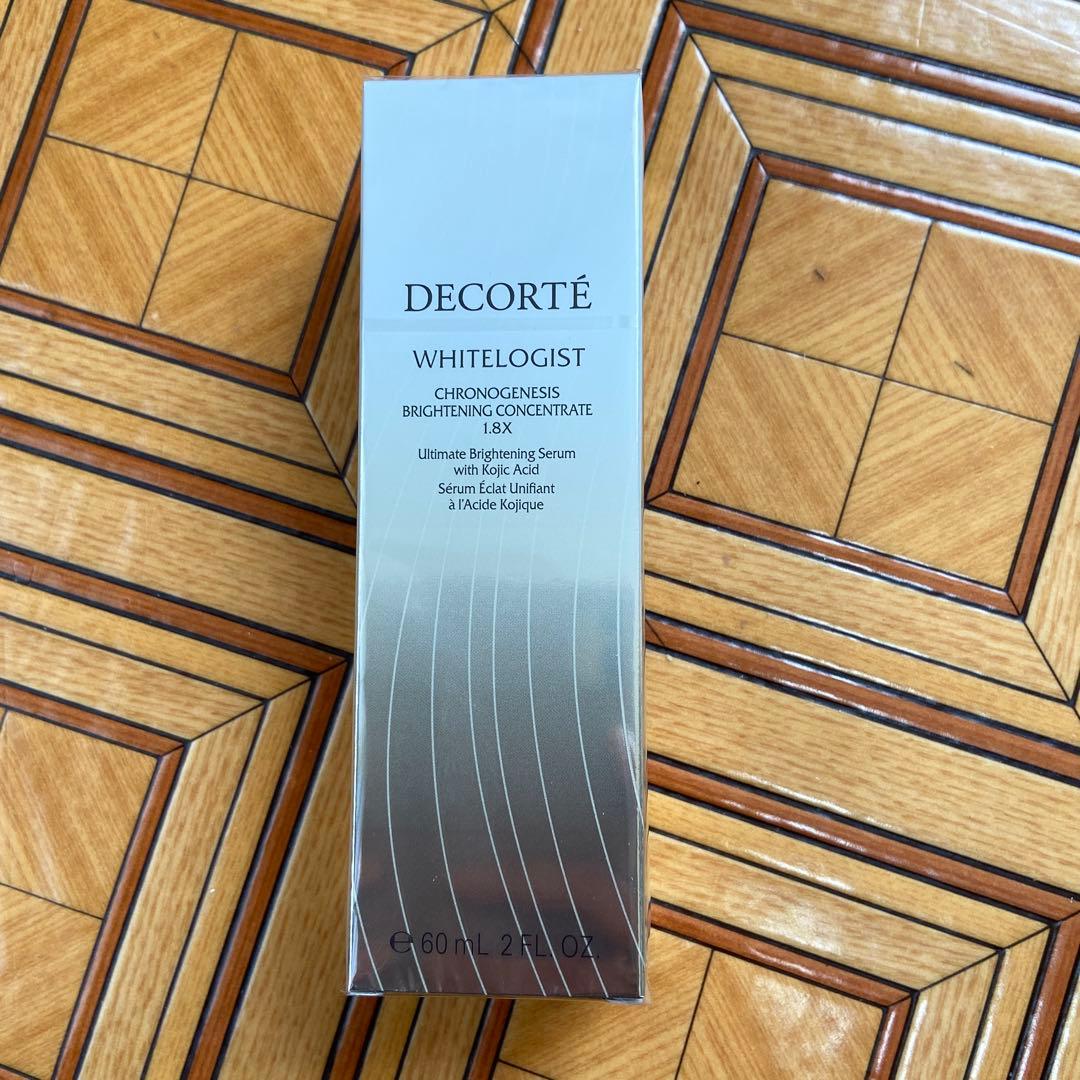 DECORTÉ
WHITELOGIST
CHRONOGENESIS
BRIGHTENING CONCENTRATE
1.8X
Ultimate Brightening Serum
with Kojic Acid
Sérum Éclat Unifiant
à l'Acide Kojique
℮ 60 mL 2 FL. OZ.